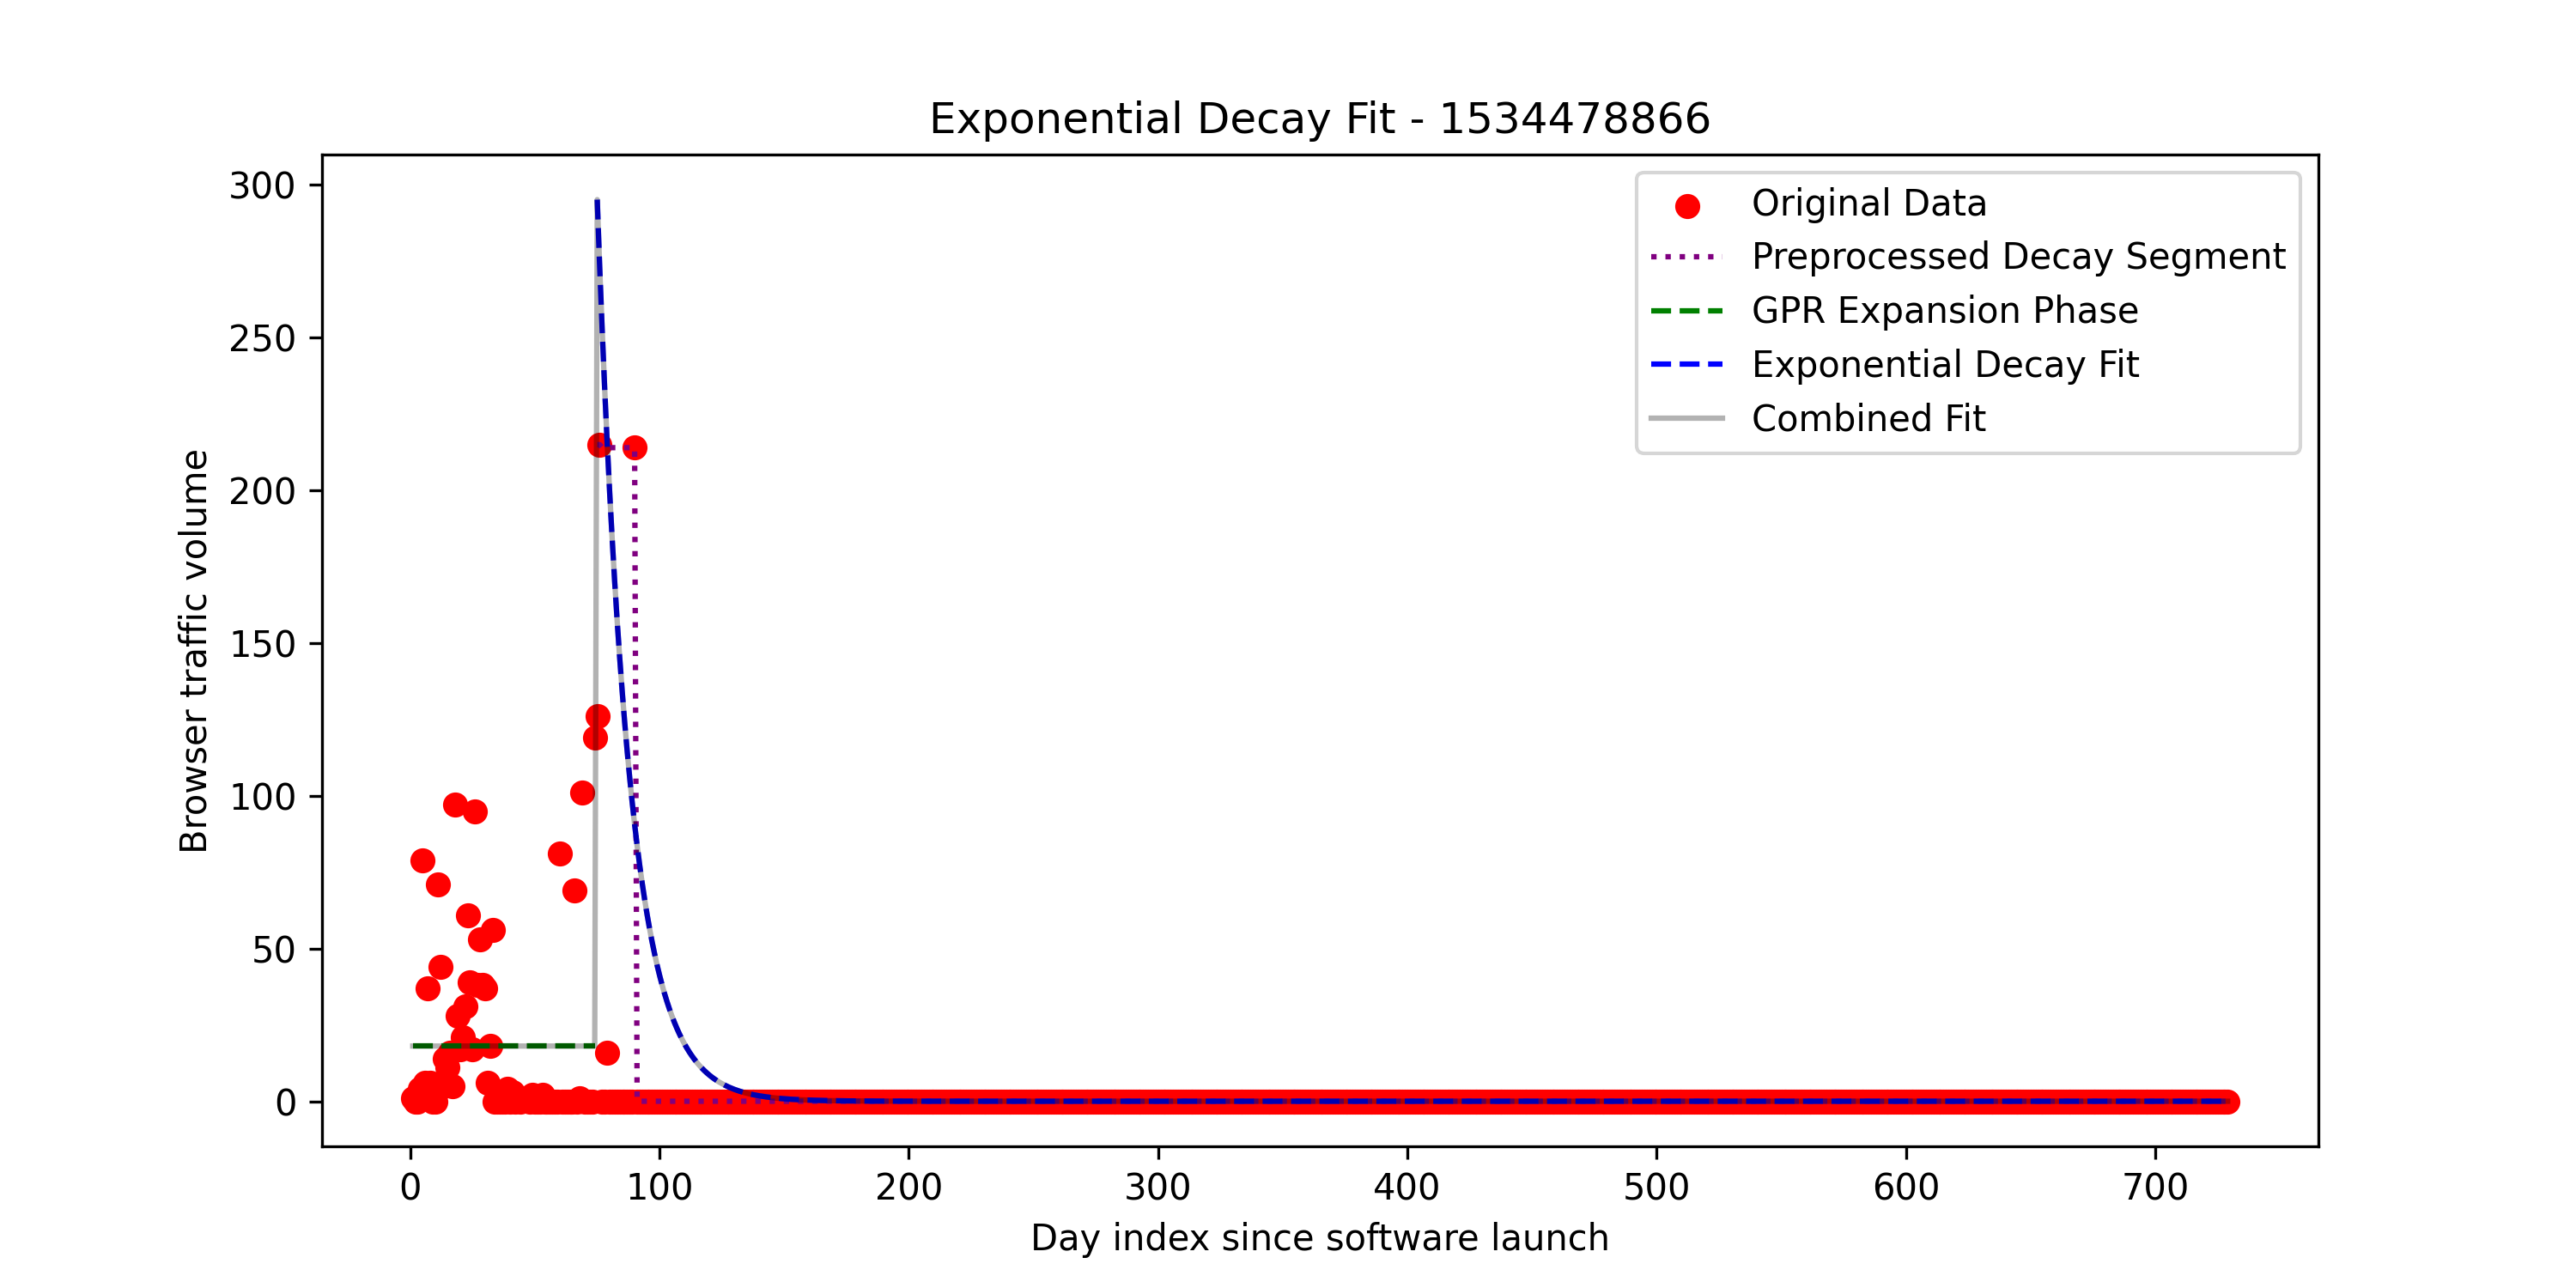 Exponential Decay Fit - 1534478866
Original Data
Preprocessed Decay Segment
GPR Expansion Phase
Exponential Decay Fit
Combined Fit
Browser traffic volume
300
250
200
150
100
50
0
0 100 200 300 400 500 600 700
Day index since software launch